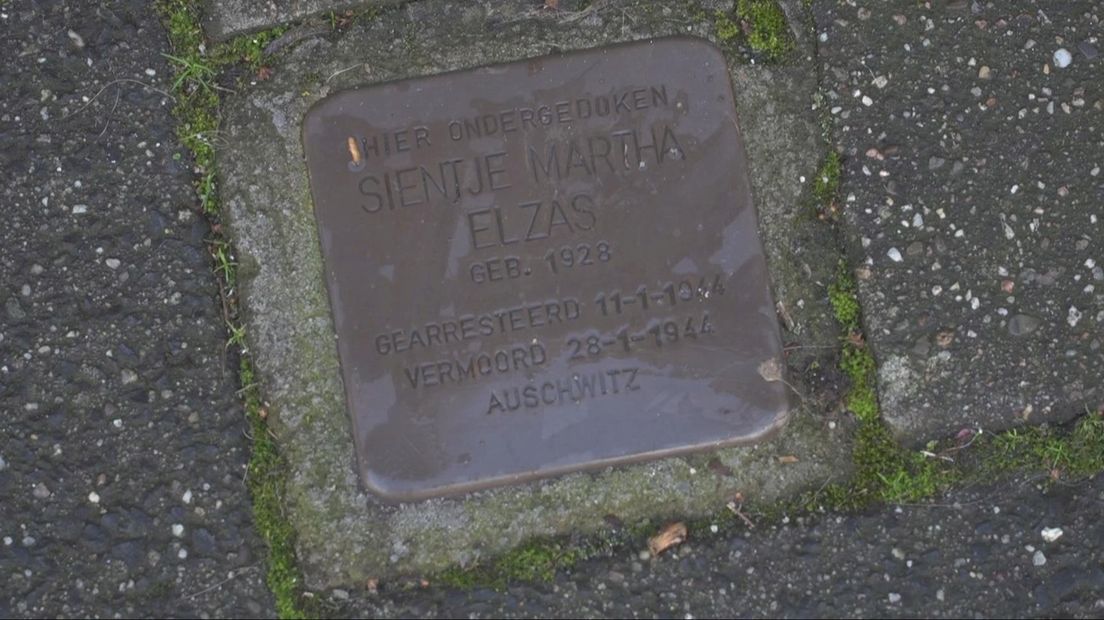 HIER ONDERGEDOKEN
SIENTJE MARTHA
ELZAS
GEB. 1928
GEARRESTEERD 11-1-1944
VERMOORD 28-1-1944
AUSCHWITZ